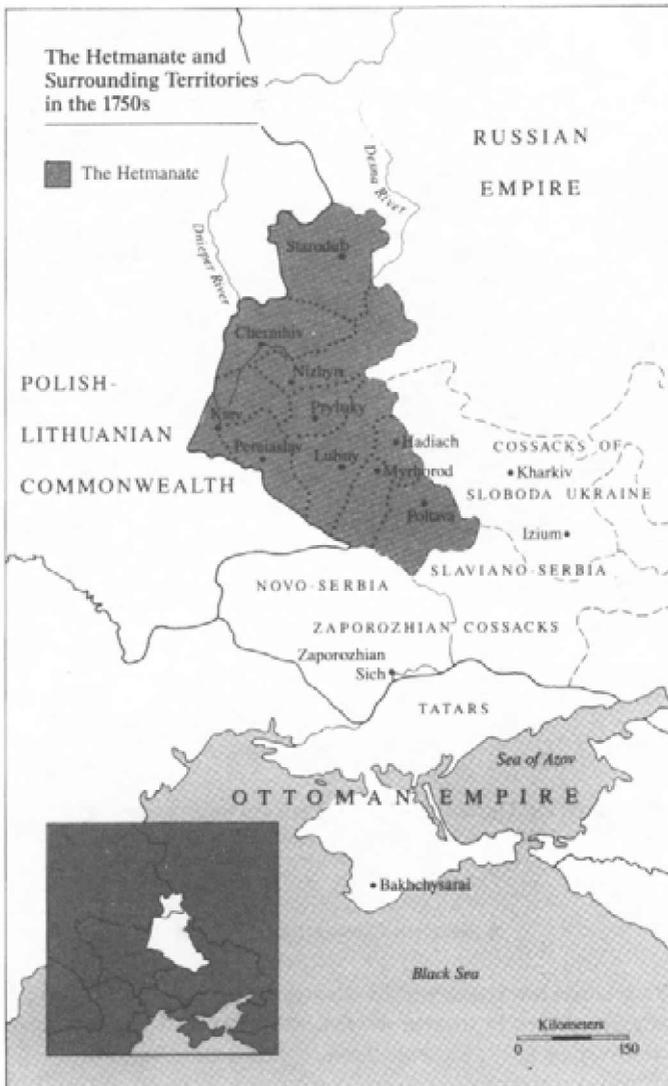 The Hetmanate and
Surrounding Territories
in the 1750s
The Hetmanate
RUSSIAN
EMPIRE
Desna River
Dnieper River
Starodub
Chernihiv
Nizhyn
POLISH-
LITHUANIAN
COMMONWEALTH
Kiev
Pryluky
Pereiaslav
Lubny
Hadiach
Myrhorod
Poltava
COSSACKS OF
Kharkiv
SLOBODA UKRAINE
Izium
SLAVIANO-SERBIA
NOVO-SERBIA
ZAPOROZHIAN COSSACKS
Zaporozhian
Sich
TATARS
Sea of Azov
OTTOMAN EMPIRE
Bakhchysarai
Black Sea
Kilometers
0 150